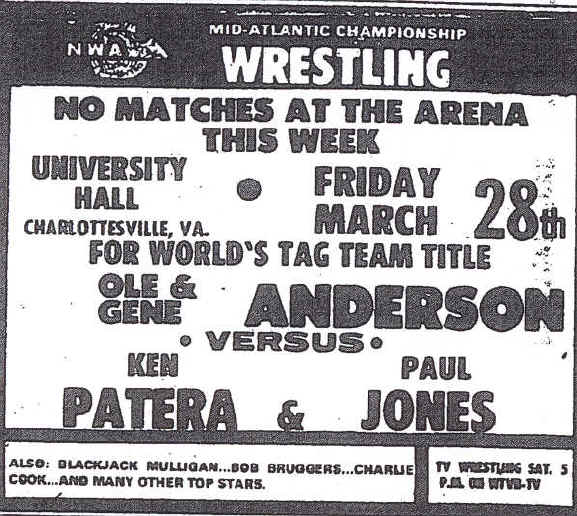 NWA
MID-ATLANTIC CHAMPIONSHIP
WRESTLING
NO MATCHES AT THE ARENA
THIS WEEK
UNIVERSITY
HALL
CHARLOTTESVILLE, VA.
FRIDAY
MARCH 28th
FOR WORLD'S TAG TEAM TITLE
OLE &
GENE ANDERSON
• VERSUS •
KEN PAUL
PATERA & JONES
ALSO: BLACKJACK MULLIGAN...BOB BRUGGERS...CHARLIE
COOK...AND MANY OTHER TOP STARS.
TV WRESTLING SAT. 5
P.M. ON WTVR-TV